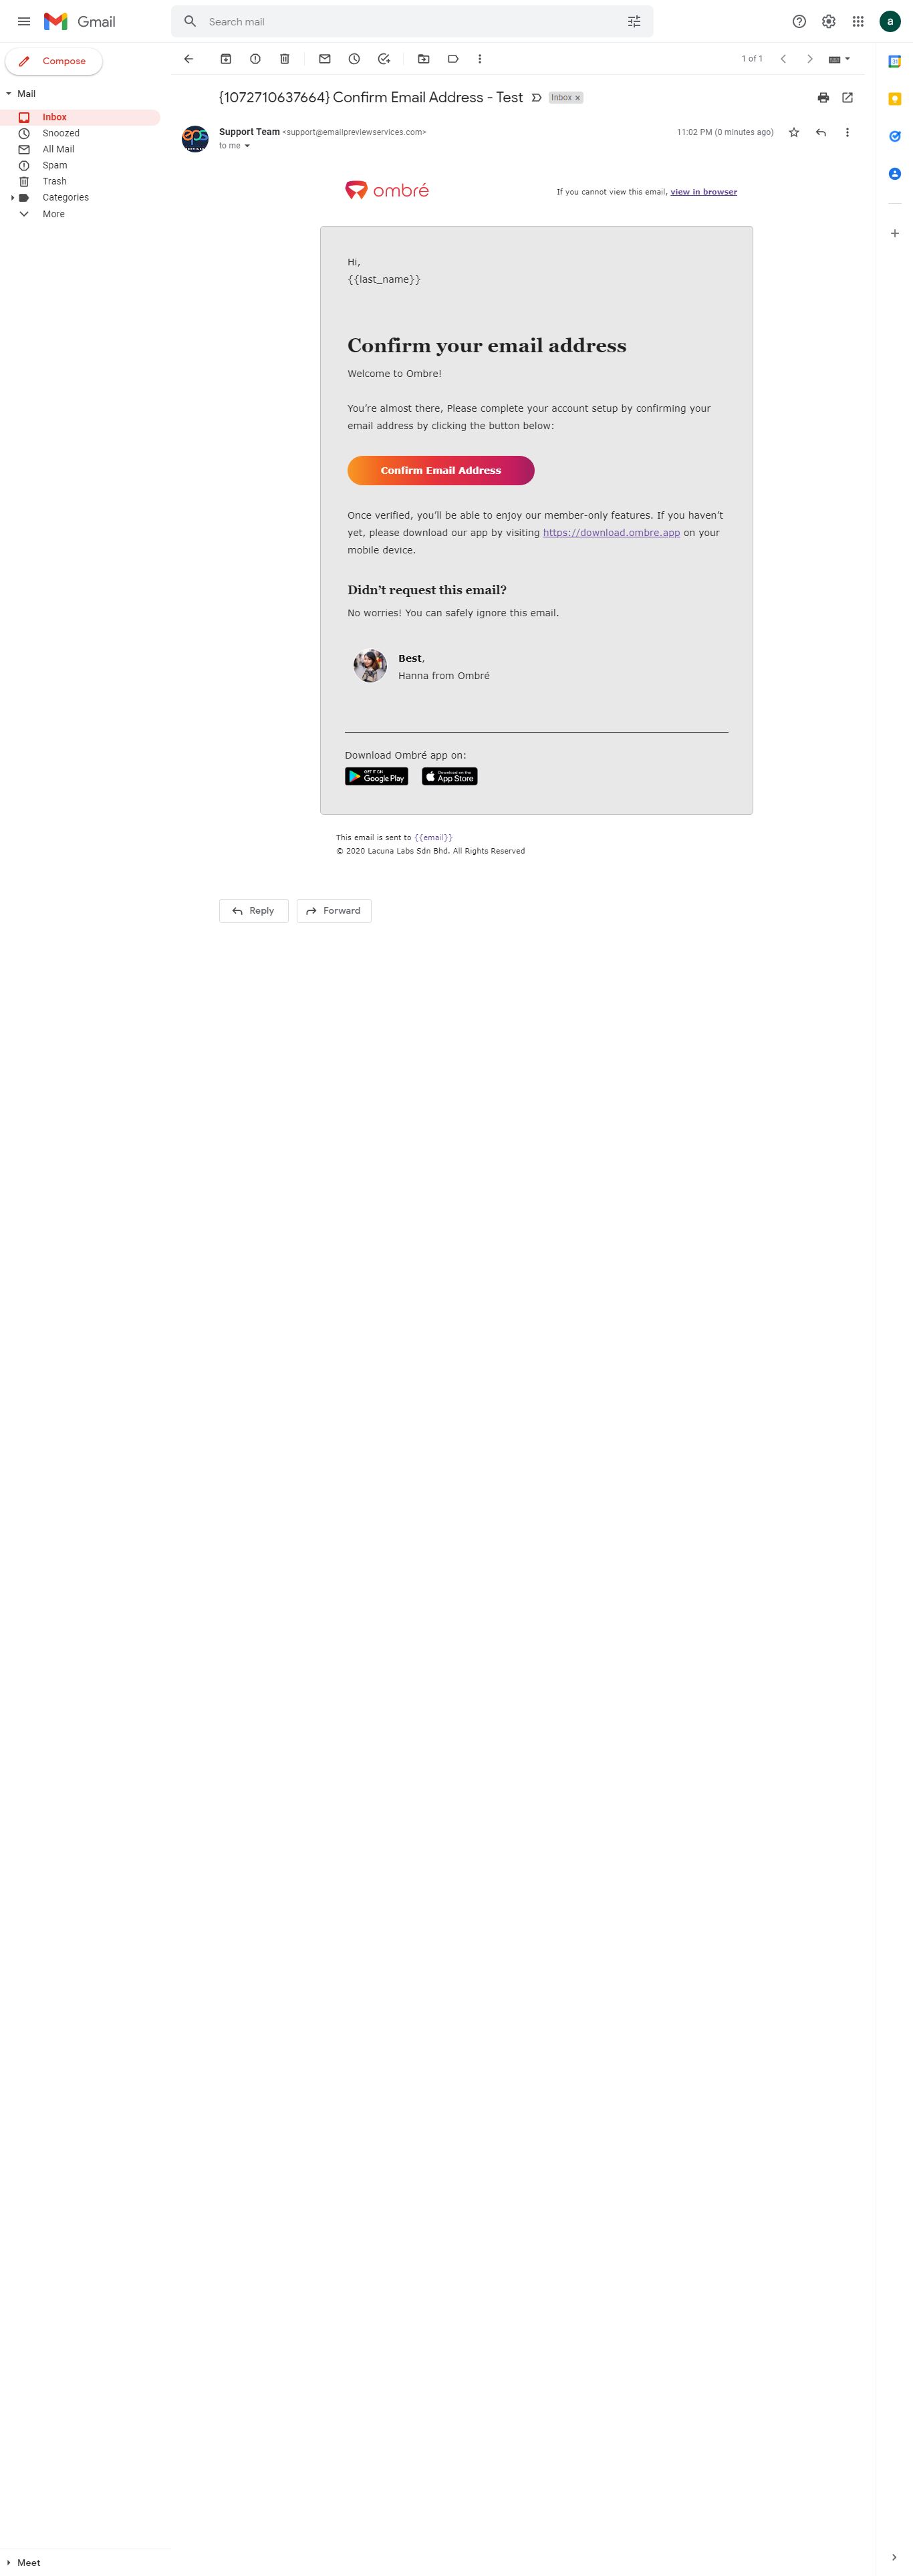 Gmail
Search mail
a
Compose
1 of 1
Mail
{1072710637664} Confirm Email Address - Test
Inbox ×
Inbox
Snoozed
All Mail
Spam
Trash
Categories
More
Support Team <support@emailpreviewservices.com>
11:02 PM (0 minutes ago)
to me
eps
ombré
If you cannot view this email, view in browser
Hi,
{{last_name}}
Confirm your email address
Welcome to Ombre!
You’re almost there, Please complete your account setup by confirming your
email address by clicking the button below:
Confirm Email Address
Once verified, you’ll be able to enjoy our member-only features. If you haven’t
yet, please download our app by visiting https://download.ombre.app on your
mobile device.
Didn’t request this email?
No worries! You can safely ignore this email.
Best,
Hanna from Ombré
Download Ombré app on:
GET IT ON
Google Play
Download on the
App Store
This email is sent to {{email}}
© 2020 Lacuna Labs Sdn Bhd. All Rights Reserved
Reply
Forward
Meet